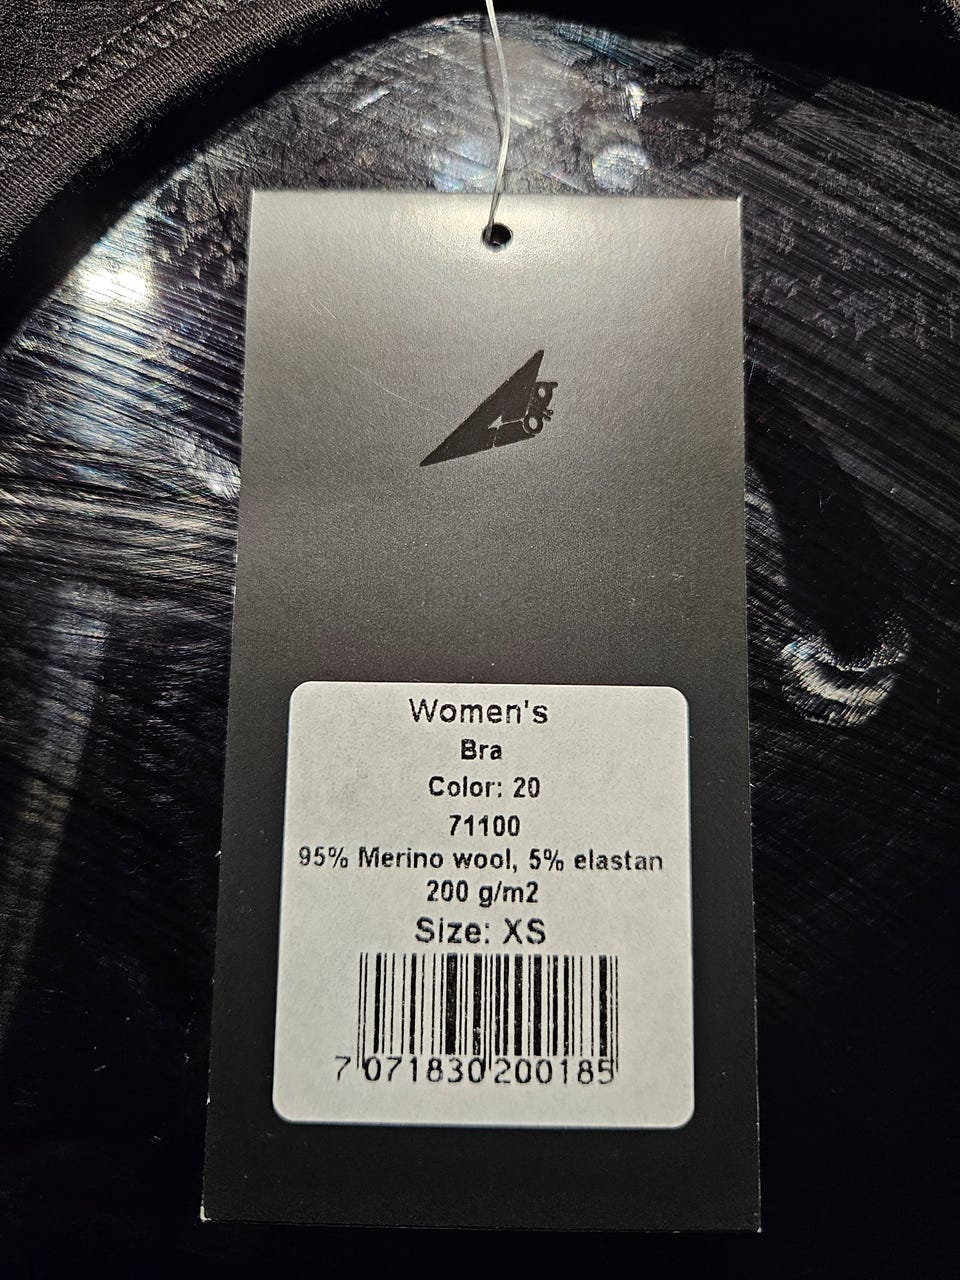 Women's
Bra
Color: 20
71100
95% Merino wool, 5% elastan
200 g/m2
Size: XS
7 071830 200185